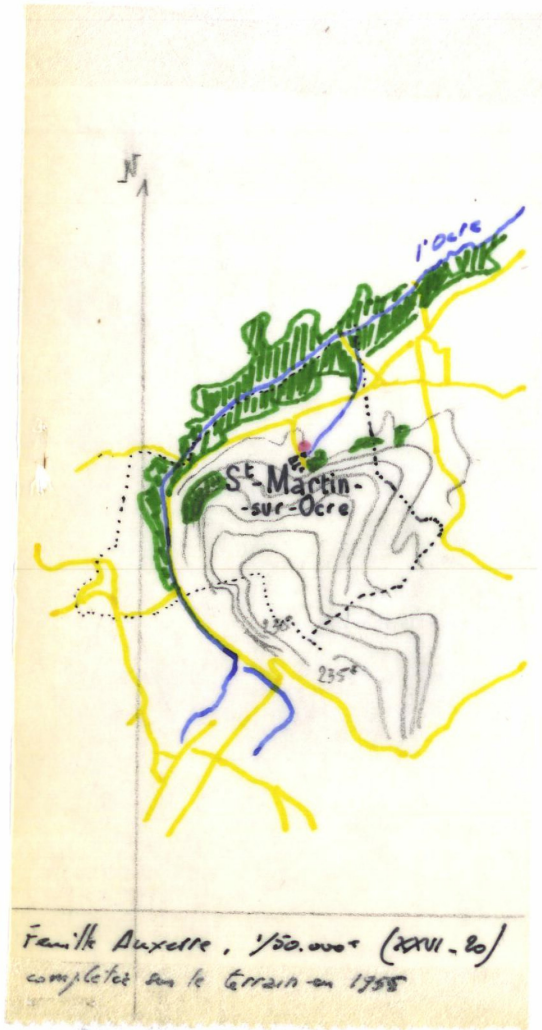 N
l'Ocre
St-Martin-
-sur-Ocre
235
Feuille Auxerre, 1/50.000e (XXVI-20)
complétée sur le terrain en 1955